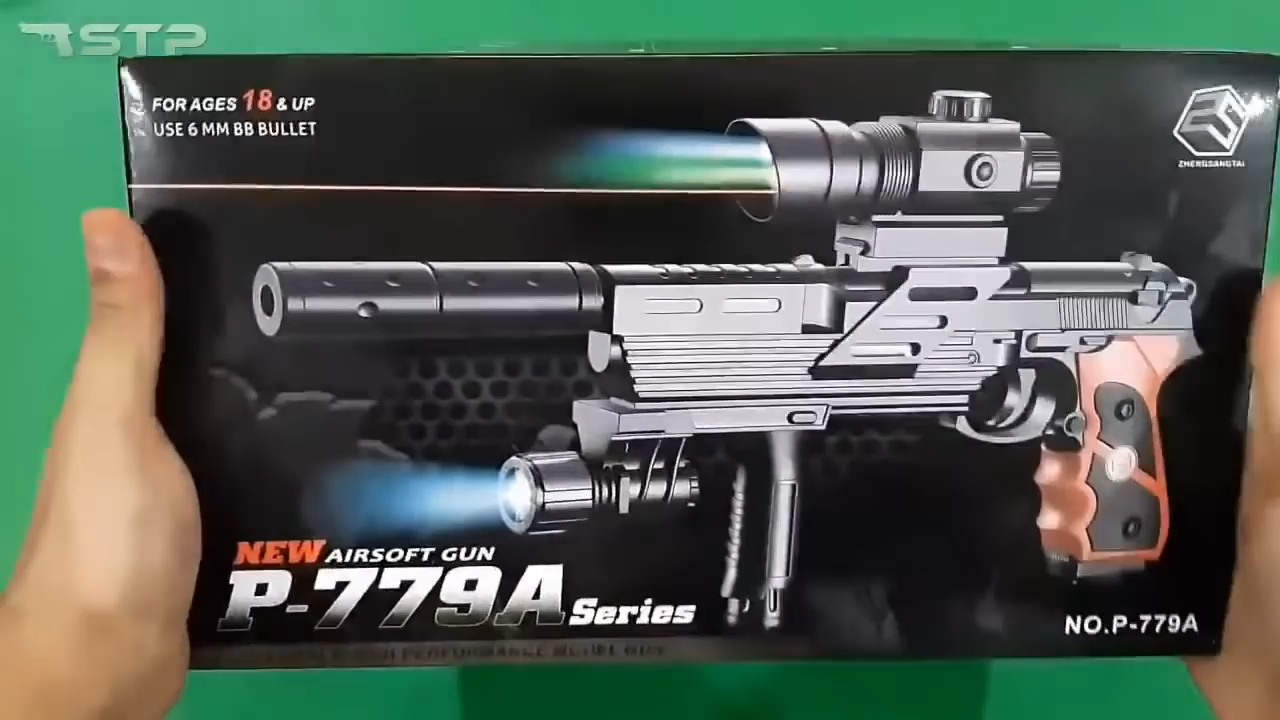 STP
FOR AGES 18 & UP
USE 6 MM BB BULLET
ZHENGSANGTAI
NEW AIRSOFT GUN
P-779A Series
NO.P-779A